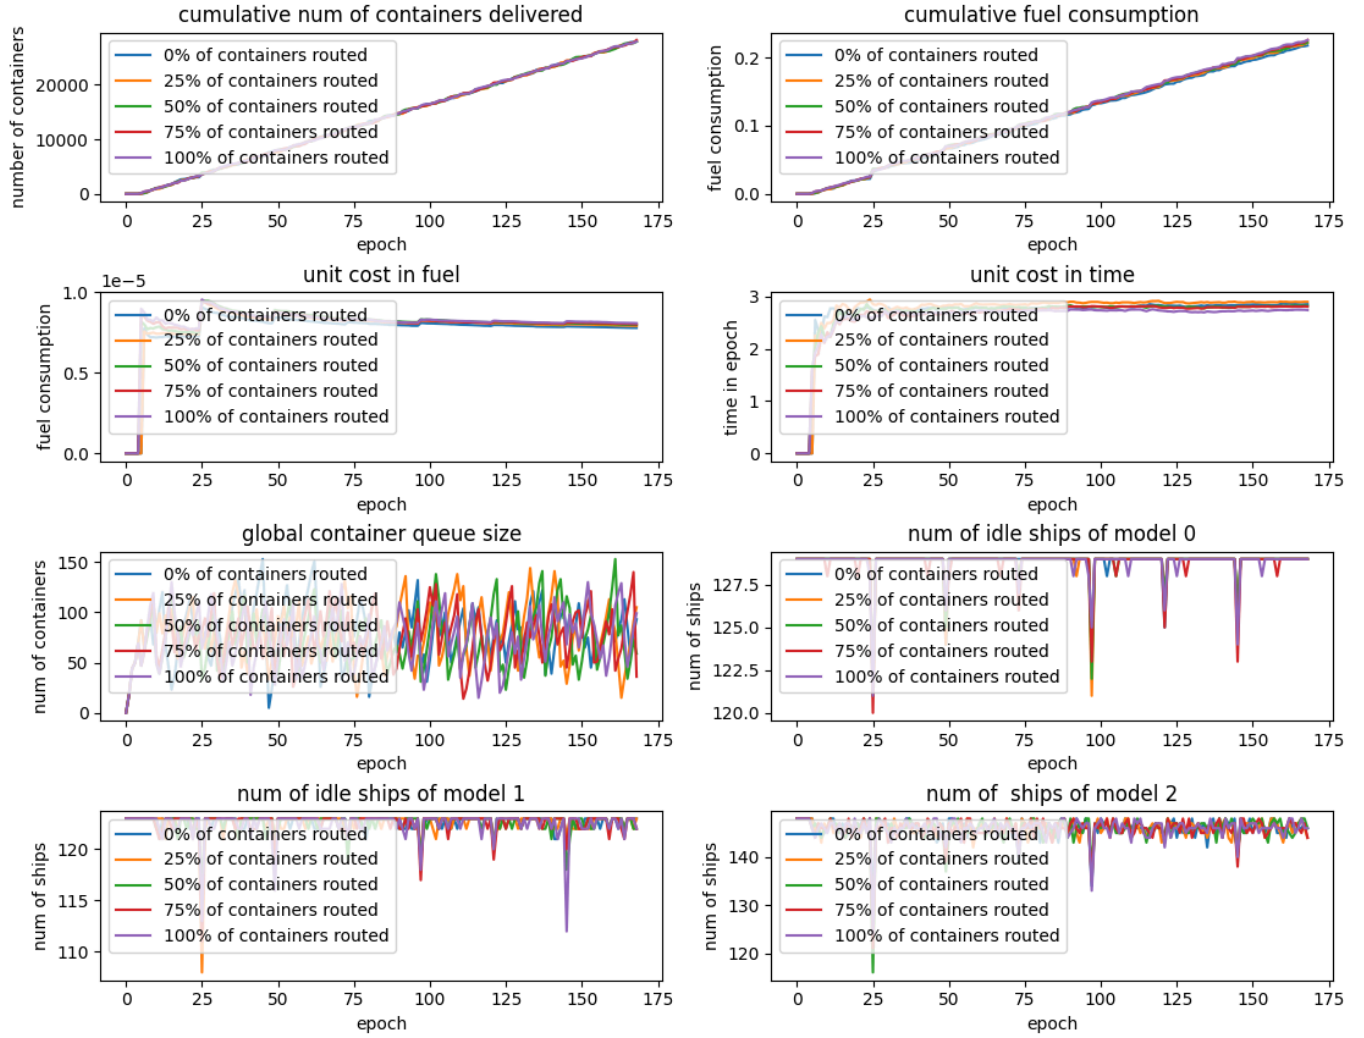 cumulative num of containers delivered
number of containers
20000
10000
0
0% of containers routed
25% of containers routed
50% of containers routed
75% of containers routed
100% of containers routed
0 25 50 75 100 125 150 175
epoch
cumulative fuel consumption
fuel consumption
0.2
0.1
0.0
0% of containers routed
25% of containers routed
50% of containers routed
75% of containers routed
100% of containers routed
0 25 50 75 100 125 150 175
epoch
unit cost in fuel
1e−5
fuel consumption
1.0
0.5
0.0
0% of containers routed
25% of containers routed
50% of containers routed
75% of containers routed
100% of containers routed
0 25 50 75 100 125 150 175
epoch
unit cost in time
time in epoch
3
2
1
0
0% of containers routed
25% of containers routed
50% of containers routed
75% of containers routed
100% of containers routed
0 25 50 75 100 125 150 175
epoch
global container queue size
num of containers
150
100
50
0
0% of containers routed
25% of containers routed
50% of containers routed
75% of containers routed
100% of containers routed
0 25 50 75 100 125 150 175
epoch
num of idle ships of model 0
num of ships
127.5
125.0
122.5
120.0
0% of containers routed
25% of containers routed
50% of containers routed
75% of containers routed
100% of containers routed
0 25 50 75 100 125 150 175
epoch
num of idle ships of model 1
num of ships
120
115
110
0% of containers routed
25% of containers routed
50% of containers routed
75% of containers routed
100% of containers routed
0 25 50 75 100 125 150 175
epoch
num of  ships of model 2
num of ships
140
130
120
0% of containers routed
25% of containers routed
50% of containers routed
75% of containers routed
100% of containers routed
0 25 50 75 100 125 150 175
epoch